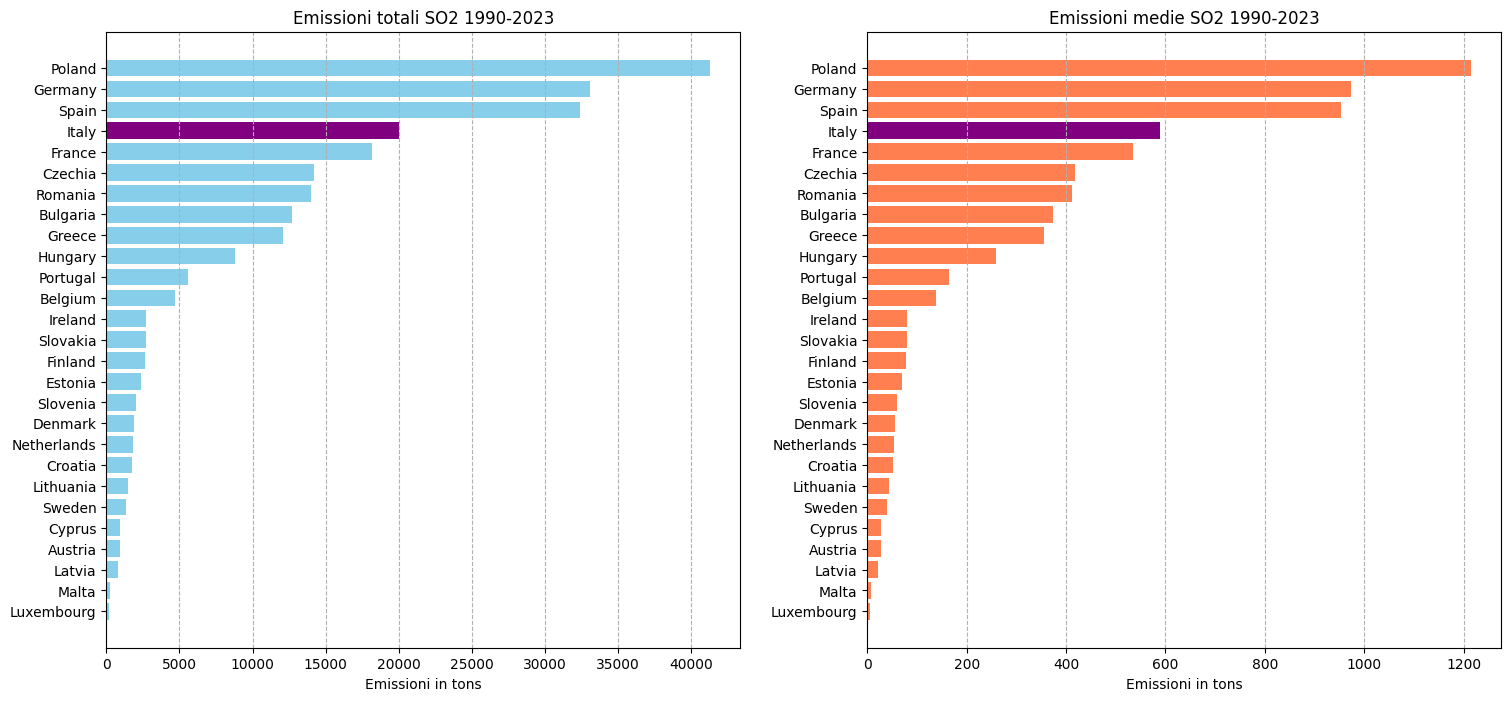 Emissioni totali SO2 1990-2023
Poland
Germany
Spain
Italy
France
Czechia
Romania
Bulgaria
Greece
Hungary
Portugal
Belgium
Ireland
Slovakia
Finland
Estonia
Slovenia
Denmark
Netherlands
Croatia
Lithuania
Sweden
Cyprus
Austria
Latvia
Malta
Luxembourg
0 5000 10000 15000 20000 25000 30000 35000 40000
Emissioni in tons
Emissioni medie SO2 1990-2023
Poland
Germany
Spain
Italy
France
Czechia
Romania
Bulgaria
Greece
Hungary
Portugal
Belgium
Ireland
Slovakia
Finland
Estonia
Slovenia
Denmark
Netherlands
Croatia
Lithuania
Sweden
Cyprus
Austria
Latvia
Malta
Luxembourg
0 200 400 600 800 1000 1200
Emissioni in tons